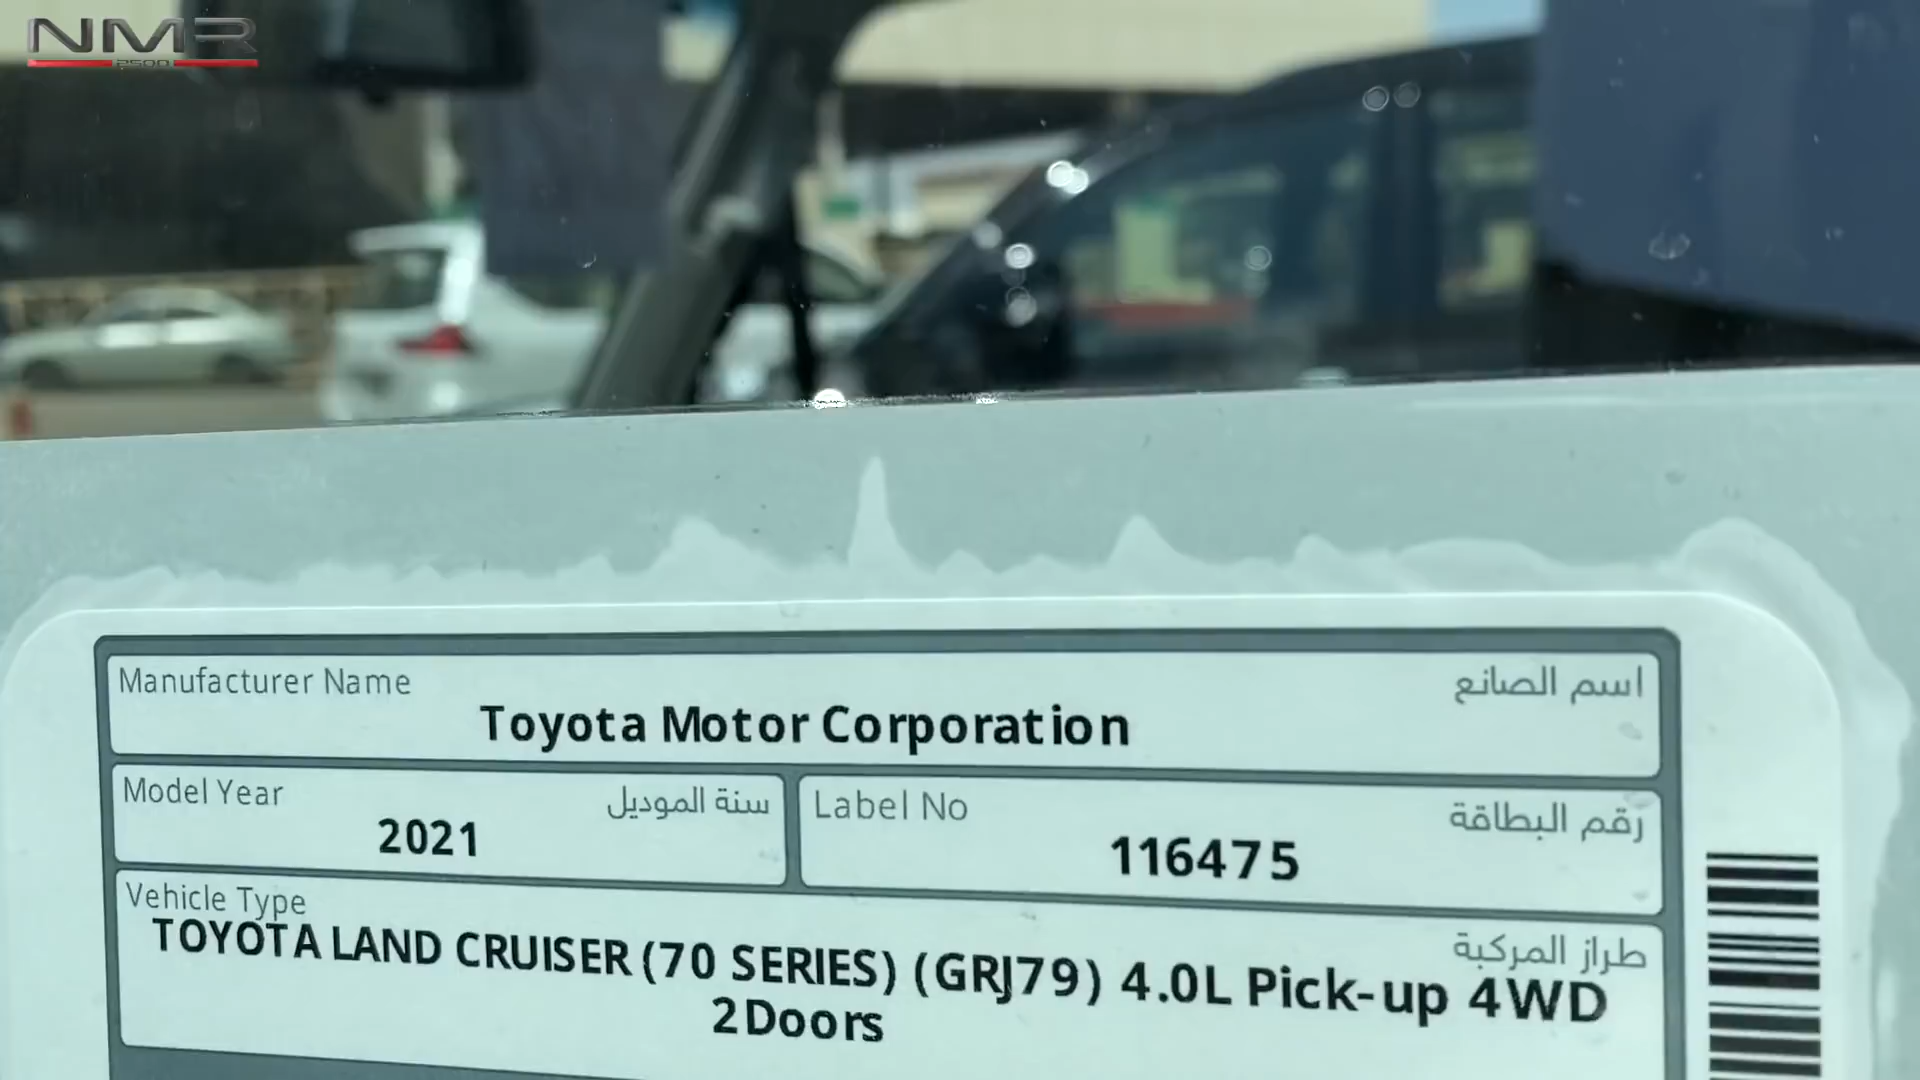 NMR
2500
Manufacturer Name اسم الصانع
Toyota Motor Corporation
Model Year سنة الموديل
2021
Label No رقم البطاقة
116475
Vehicle Type طراز المركبة
TOYOTA LAND CRUISER (70 SERIES) (GRJ79) 4.0L Pick-up 4WD
2Doors